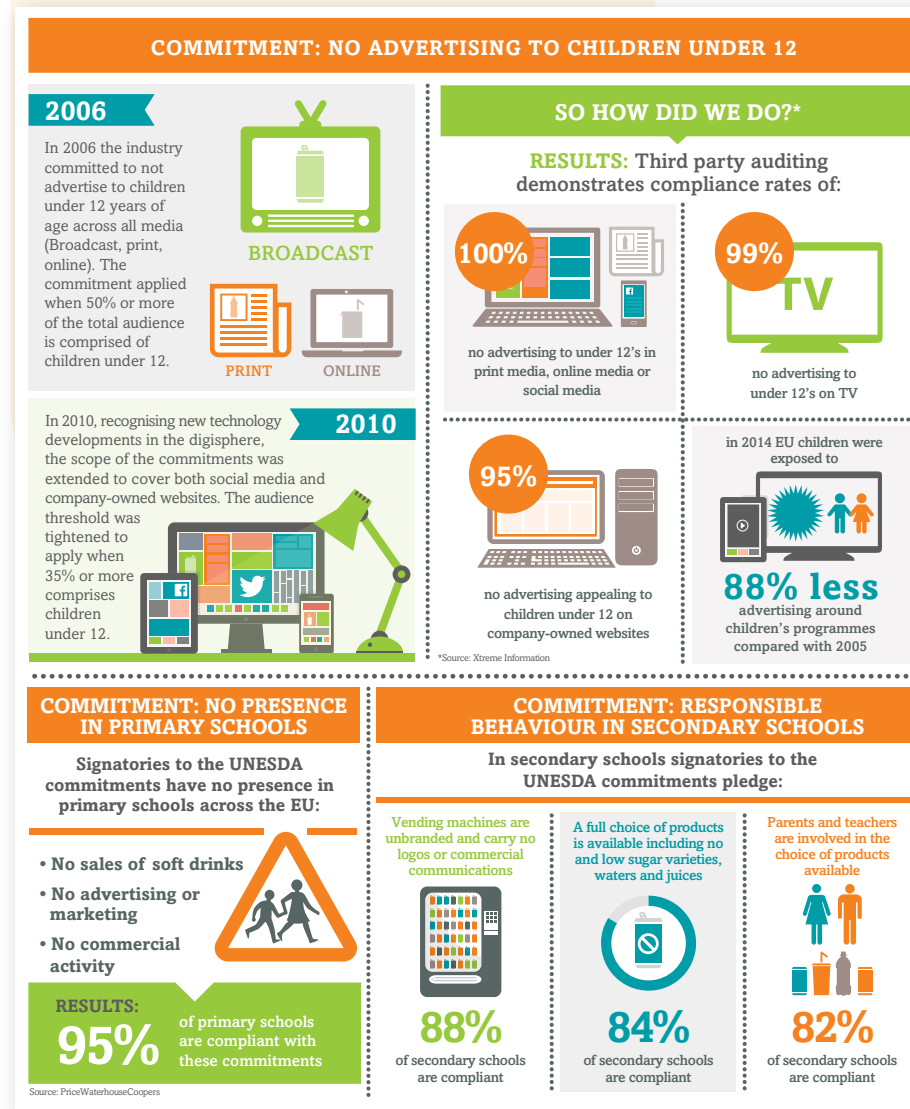 COMMITMENT: NO ADVERTISING TO CHILDREN UNDER 12
2006
In 2006 the industry
committed to not
advertise to children
under 12 years of
age across all media
(Broadcast, print,
online). The
commitment applied
when 50% or more
of the total audience
is comprised of
children under 12.
BROADCAST
PRINT
ONLINE
In 2010, recognising new technology
developments in the digisphere,
the scope of the commitments was
extended to cover both social media and
company-owned websites. The audience
threshold was
tightened to
apply when
35% or more
comprises
children
under 12.
2010
SO HOW DID WE DO?*
RESULTS: Third party auditing
demonstrates compliance rates of:
100%
no advertising to under 12's in
print media, online media or
social media
99%
TV
no advertising to
under 12's on TV
95%
no advertising appealing to
children under 12 on
company-owned websites
*Source: Xtreme Information
in 2014 EU children were
exposed to
88% less
advertising around
children's programmes
compared with 2005
COMMITMENT: NO PRESENCE
IN PRIMARY SCHOOLS
Signatories to the UNESDA
commitments have no presence in
primary schools across the EU:
• No sales of soft drinks
• No advertising or
marketing
• No commercial
activity
RESULTS:
95%
of primary schools
are compliant with
these commitments
Source: PriceWaterhouseCoopers
COMMITMENT: RESPONSIBLE
BEHAVIOUR IN SECONDARY SCHOOLS
In secondary schools signatories to the
UNESDA commitments pledge:
Vending machines are
unbranded and carry no
logos or commercial
communications
88%
of secondary schools
are compliant
A full choice of products
is available including no
and low sugar varieties,
waters and juices
84%
of secondary schools
are compliant
Parents and teachers
are involved in the
choice of products
available
82%
of secondary schools
are compliant